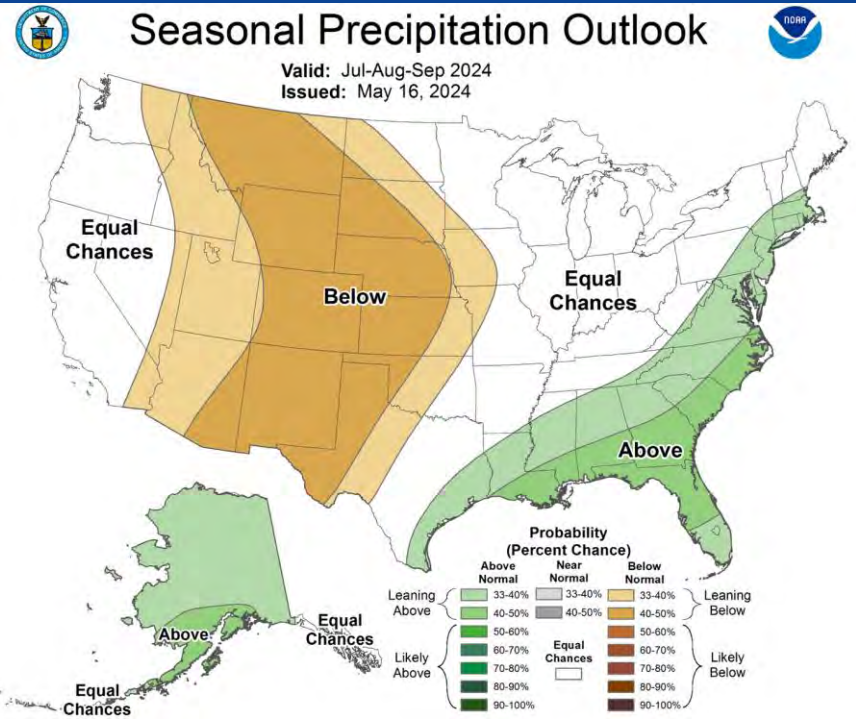 Seasonal Precipitation Outlook
NOAA
Valid: Jul-Aug-Sep 2024
Issued: May 16, 2024
Equal
Chances
Below
Equal
Chances
Above
Above
Equal
Chances
Equal
Chances
Probability
(Percent Chance)
Above
Normal
Near
Normal
Below
Normal
Leaning
Above
33-40%
33-40%
33-40%
Leaning
Below
40-50%
40-50%
40-50%
Likely
Above
50-60%
60-70%
70-80%
80-90%
90-100%
Equal
Chances
50-60%
60-70%
70-80%
80-90%
90-100%
Likely
Below